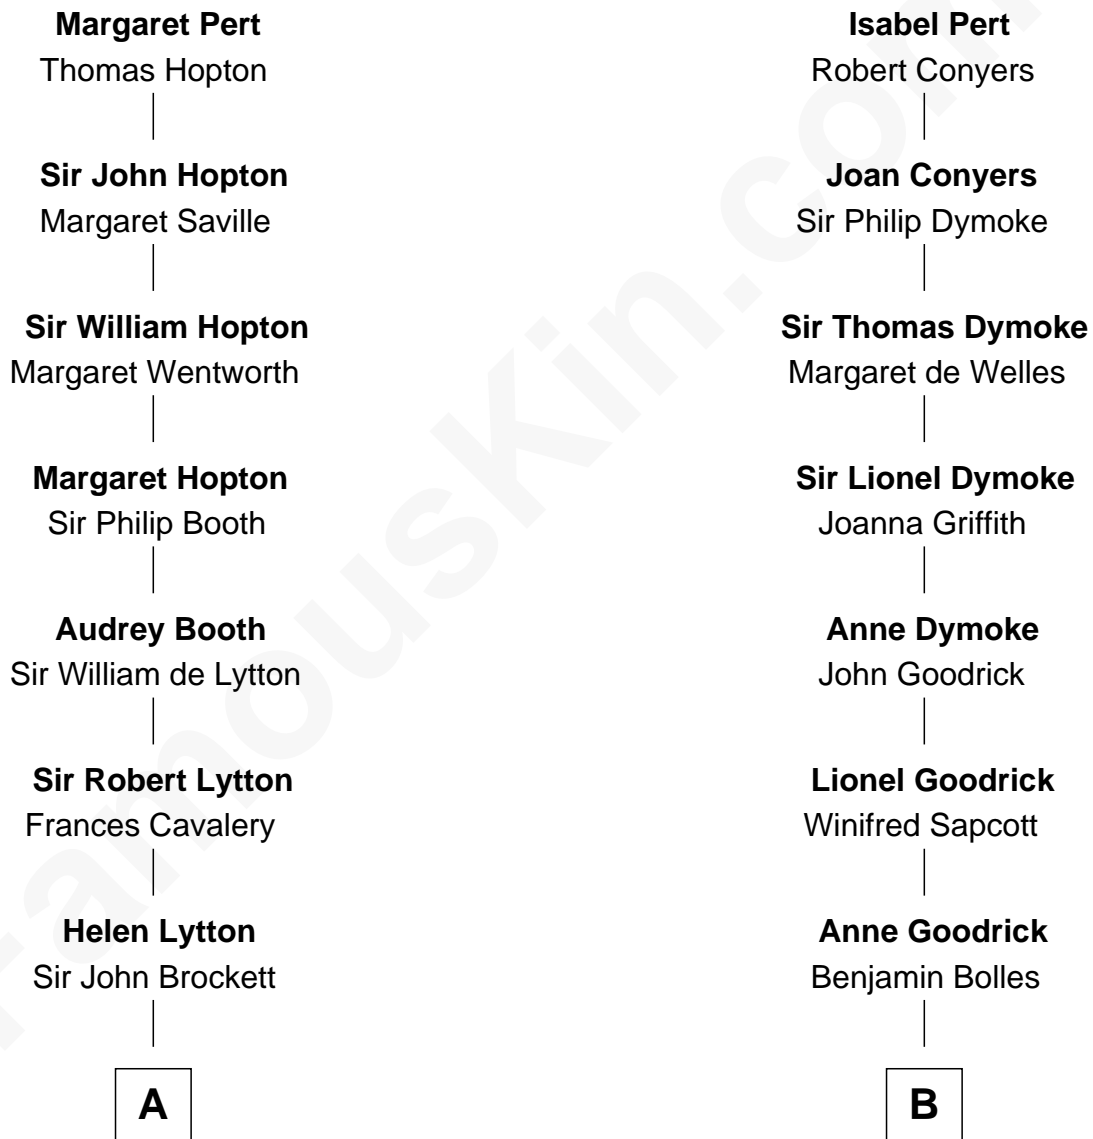 Margaret Pert
Thomas Hopton
Sir John Hopton
Margaret Saville
Sir William Hopton
Margaret Wentworth
Margaret Hopton
Sir Philip Booth
Audrey Booth
Sir William de Lytton
Sir Robert Lytton
Frances Cavalery
Helen Lytton
Sir John Brockett
A
Isabel Pert
Robert Conyers
Joan Conyers
Sir Philip Dymoke
Sir Thomas Dymoke
Margaret de Welles
Sir Lionel Dymoke
Joanna Griffith
Anne Dymoke
John Goodrick
Lionel Goodrick
Winifred Sapcott
Anne Goodrick
Benjamin Bolles
B
FamousKin.com